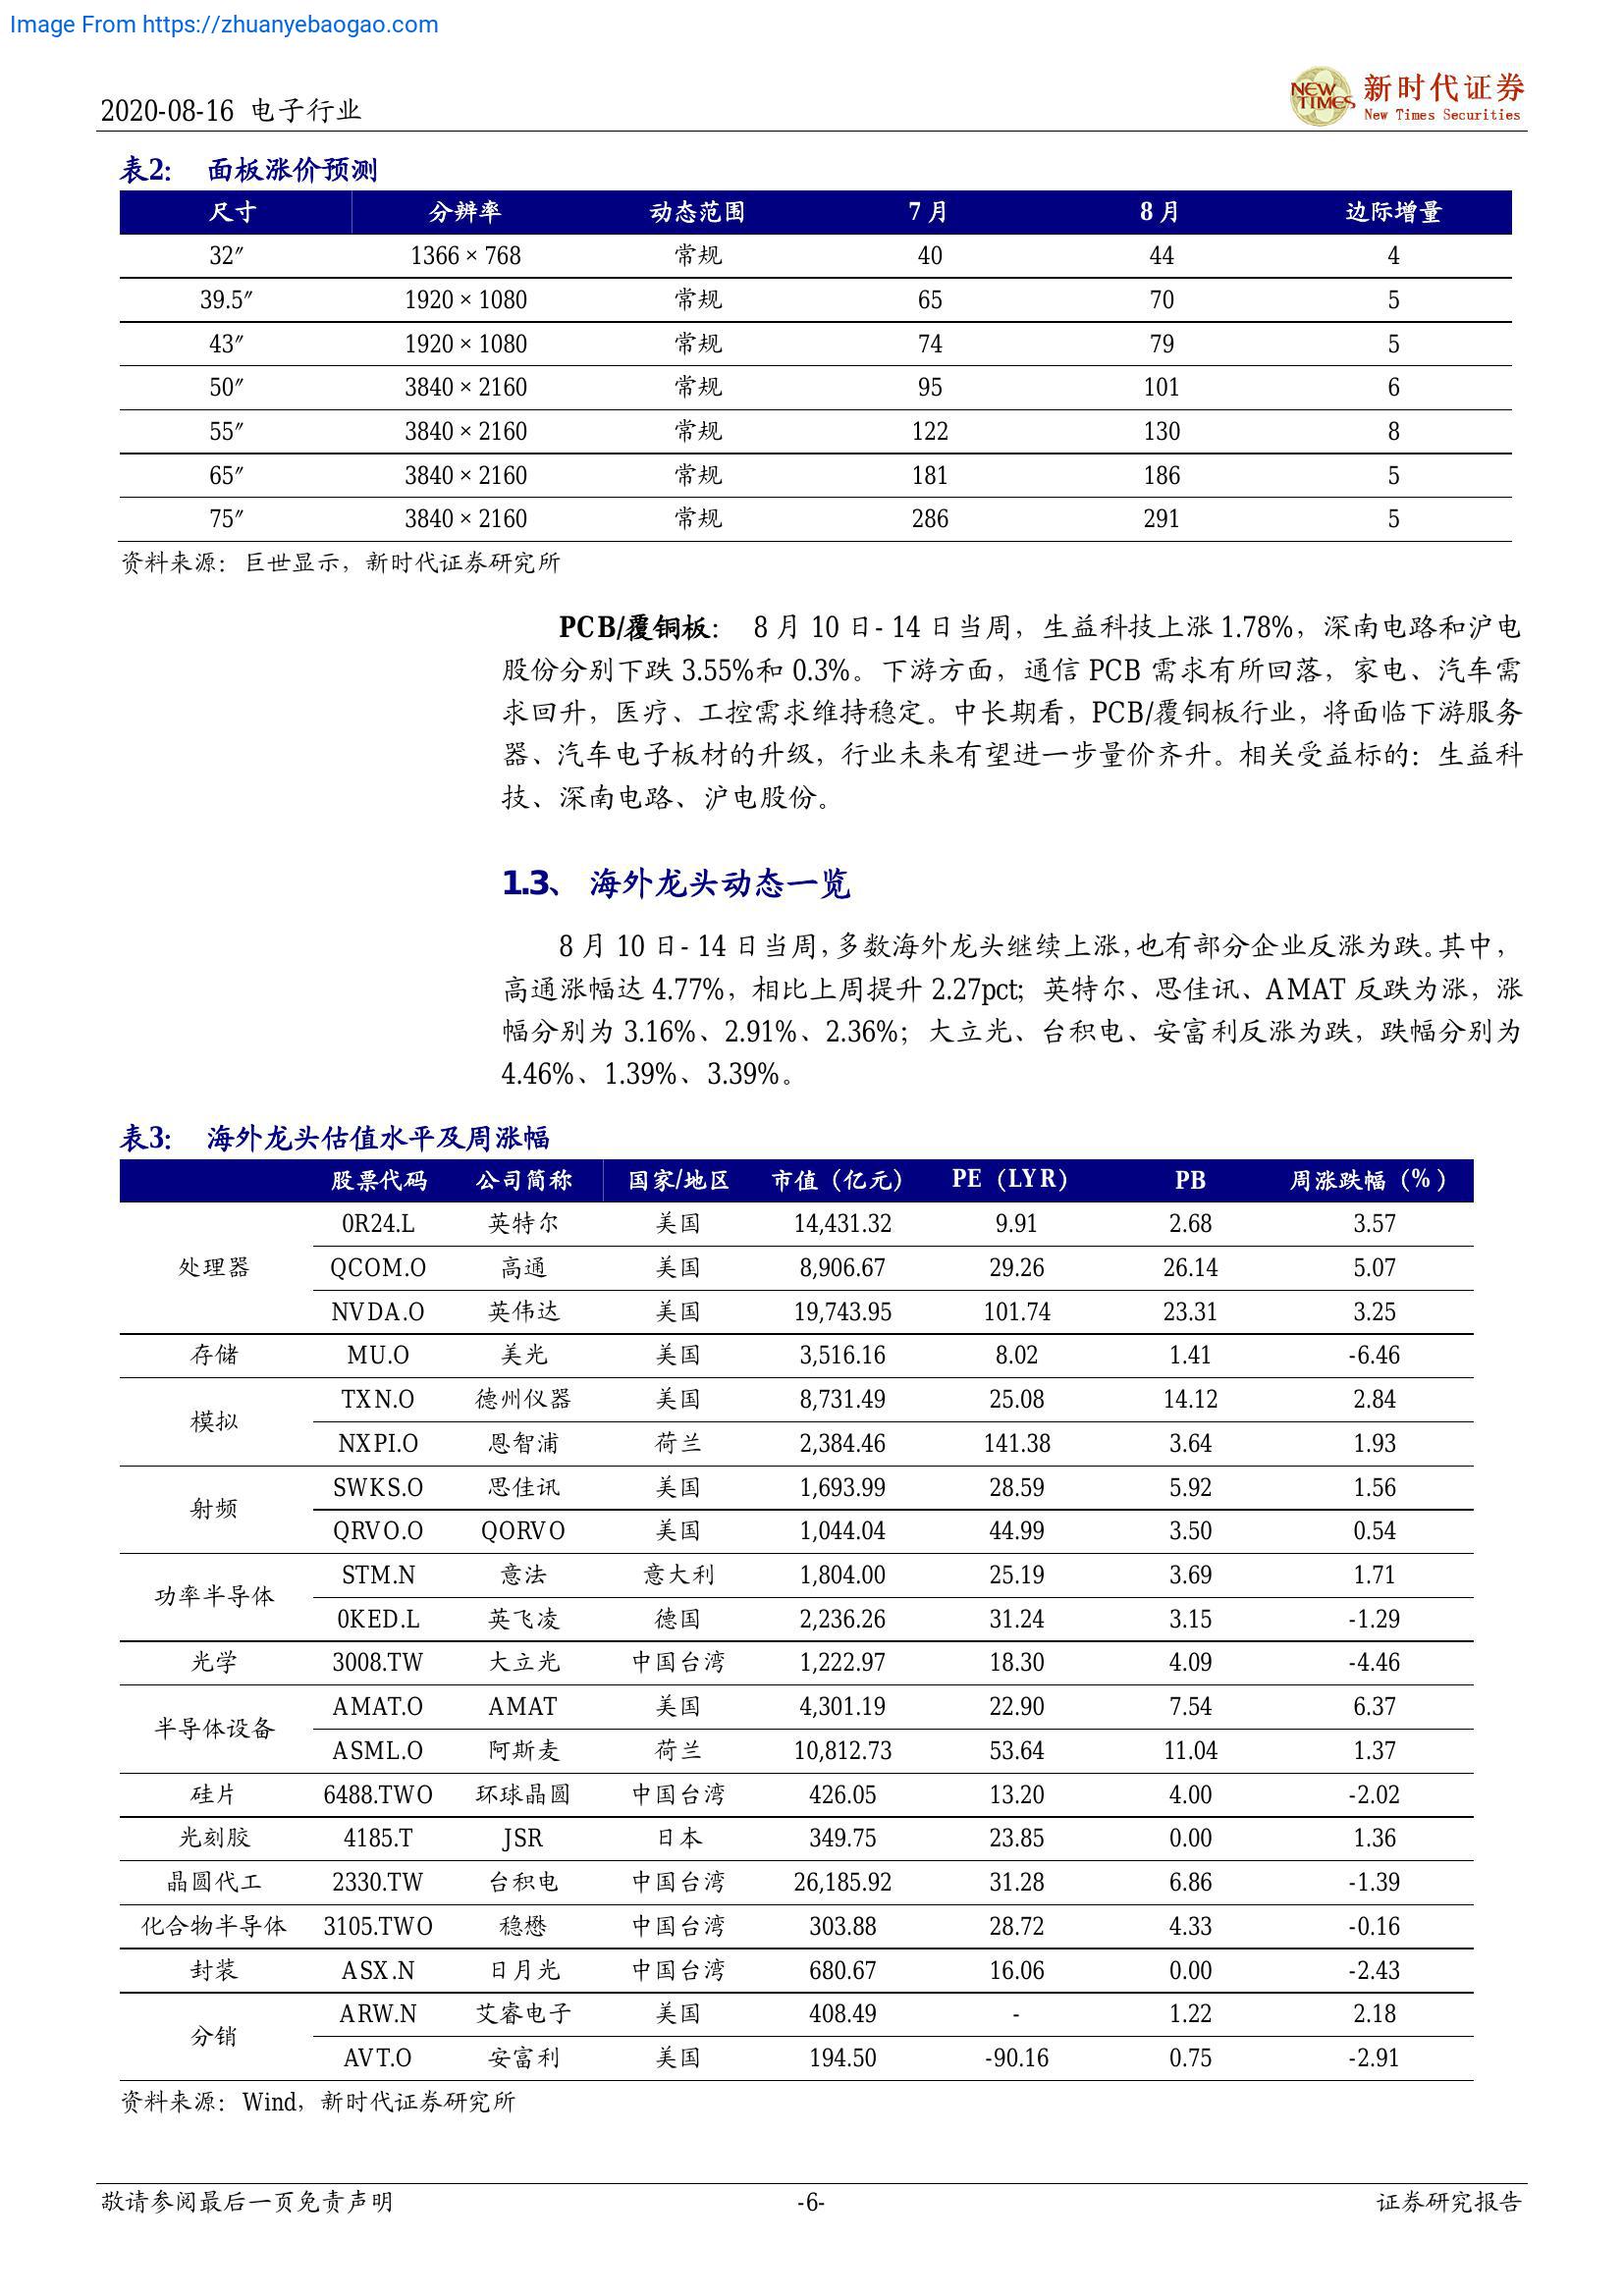 Image From https://zhuanyebaogao.com
2020-08-16 电子行业
NEW TIMES 新时代证券
New Times Securities
表2： 面板涨价预测
尺寸 分辨率 动态范围 7 月 8 月 边际增量
32″ 1366 × 768 常规 40 44 4
39.5″ 1920 × 1080 常规 65 70 5
43″ 1920 × 1080 常规 74 79 5
50″ 3840 × 2160 常规 95 101 6
55″ 3840 × 2160 常规 122 130 8
65″ 3840 × 2160 常规 181 186 5
75″ 3840 × 2160 常规 286 291 5
资料来源：巨世显示，新时代证券研究所
PCB/覆铜板： 8 月 10 日- 14 日当周，生益科技上涨 1.78%，深南电路和沪电
股份分别下跌 3.55%和 0.3%。下游方面，通信 PCB 需求有所回落，家电、汽车需
求回升，医疗、工控需求维持稳定。中长期看，PCB/覆铜板行业，将面临下游服务
器、汽车电子板材的升级，行业未来有望进一步量价齐升。相关受益标的：生益科
技、深南电路、沪电股份。
1.3、 海外龙头动态一览
8 月 10 日- 14 日当周，多数海外龙头继续上涨，也有部分企业反涨为跌。其中，
高通涨幅达 4.77%，相比上周提升 2.27pct；英特尔、思佳讯、AMAT 反跌为涨，涨
幅分别为 3.16%、2.91%、2.36%；大立光、台积电、安富利反涨为跌，跌幅分别为
4.46%、1.39%、3.39%。
表3： 海外龙头估值水平及周涨幅
股票代码 公司简称 国家/地区 市值（亿元） PE（LYR） PB 周涨跌幅（%）
处理器 0R24.L 英特尔 美国 14,431.32 9.91 2.68 3.57
QCOM.O 高通 美国 8,906.67 29.26 26.14 5.07
NVDA.O 英伟达 美国 19,743.95 101.74 23.31 3.25
存储 MU.O 美光 美国 3,516.16 8.02 1.41 -6.46
模拟 TXN.O 德州仪器 美国 8,731.49 25.08 14.12 2.84
NXPI.O 恩智浦 荷兰 2,384.46 141.38 3.64 1.93
射频 SWKS.O 思佳讯 美国 1,693.99 28.59 5.92 1.56
QRVO.O QORVO 美国 1,044.04 44.99 3.50 0.54
功率半导体 STM.N 意法 意大利 1,804.00 25.19 3.69 1.71
0KED.L 英飞凌 德国 2,236.26 31.24 3.15 -1.29
光学 3008.TW 大立光 中国台湾 1,222.97 18.30 4.09 -4.46
半导体设备 AMAT.O AMAT 美国 4,301.19 22.90 7.54 6.37
ASML.O 阿斯麦 荷兰 10,812.73 53.64 11.04 1.37
硅片 6488.TWO 环球晶圆 中国台湾 426.05 13.20 4.00 -2.02
光刻胶 4185.T JSR 日本 349.75 23.85 0.00 1.36
晶圆代工 2330.TW 台积电 中国台湾 26,185.92 31.28 6.86 -1.39
化合物半导体 3105.TWO 稳懋 中国台湾 303.88 28.72 4.33 -0.16
封装 ASX.N 日月光 中国台湾 680.67 16.06 0.00 -2.43
分销 ARW.N 艾睿电子 美国 408.49 - 1.22 2.18
AVT.O 安富利 美国 194.50 -90.16 0.75 -2.91
资料来源：Wind，新时代证券研究所
敬请参阅最后一页免责声明 -6- 证券研究报告